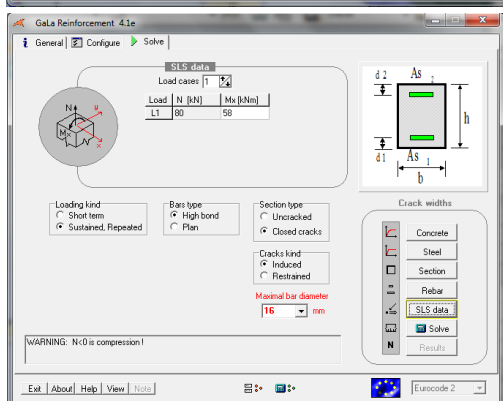 GaLa Reinforcement 4.1e
General Configure Solve
SLS data
Load cases 1
Load N [kN] Mx [kNm]
L1 80 58
N
y
Mx
x
d 2 As 2
h
d 1 As 1
b
Loading kind
Short term
Sustained, Repeated
Bars type
High bond
Plan
Section type
Uncracked
Closed cracks
Cracks kind
Induced
Restrained
Maximal bar diameter
16 mm
Crack widths
Concrete
Steel
Section
Rebar
SLS data
Solve
N Results
WARNING: N<0 is compression !
Exit About Help View Note Eurocode 2